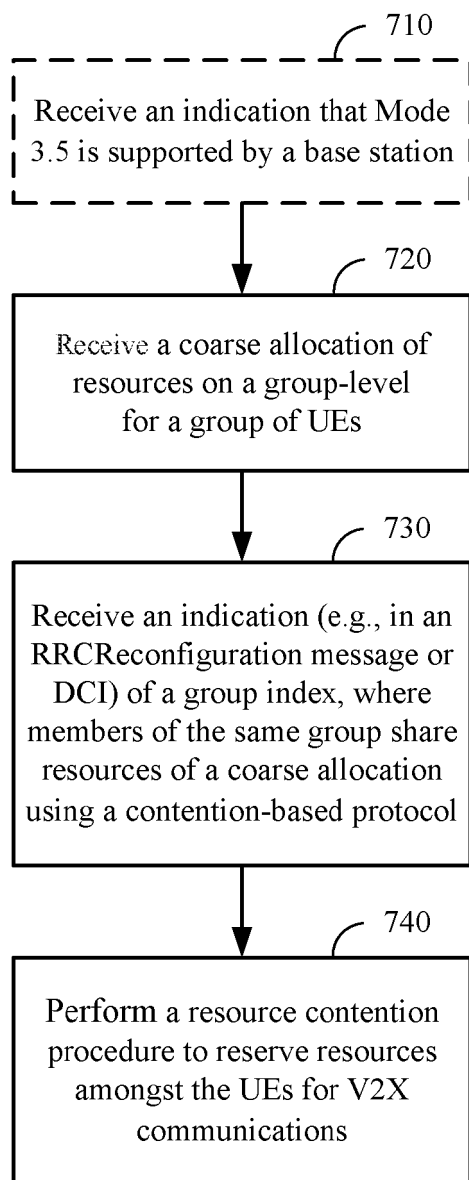 710
Receive an indication that Mode
3.5 is supported by a base station
720
Receive a coarse allocation of
resources on a group-level
for a group of UEs
730
Receive an indication (e.g., in an
RRCReconfiguration message or
DCI) of a group index, where
members of the same group share
resources of a coarse allocation
using a contention-based protocol
740
Perform a resource contention
procedure to reserve resources
amongst the UEs for V2X
communications